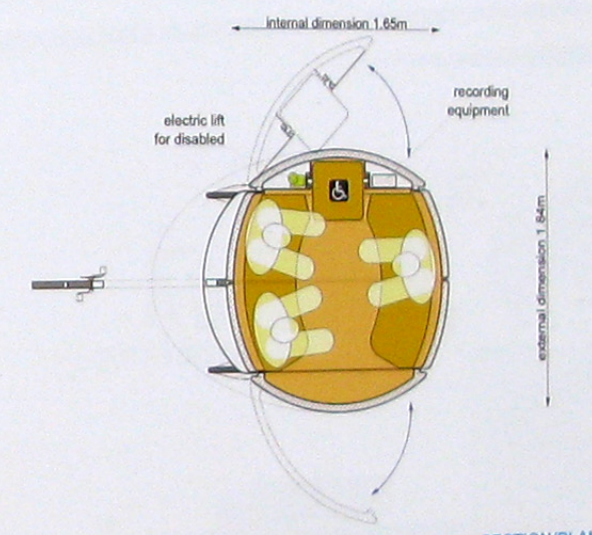 internal dimension 1.65m
recording
equipment
electric lift
for disabled
external dimension 1.84m